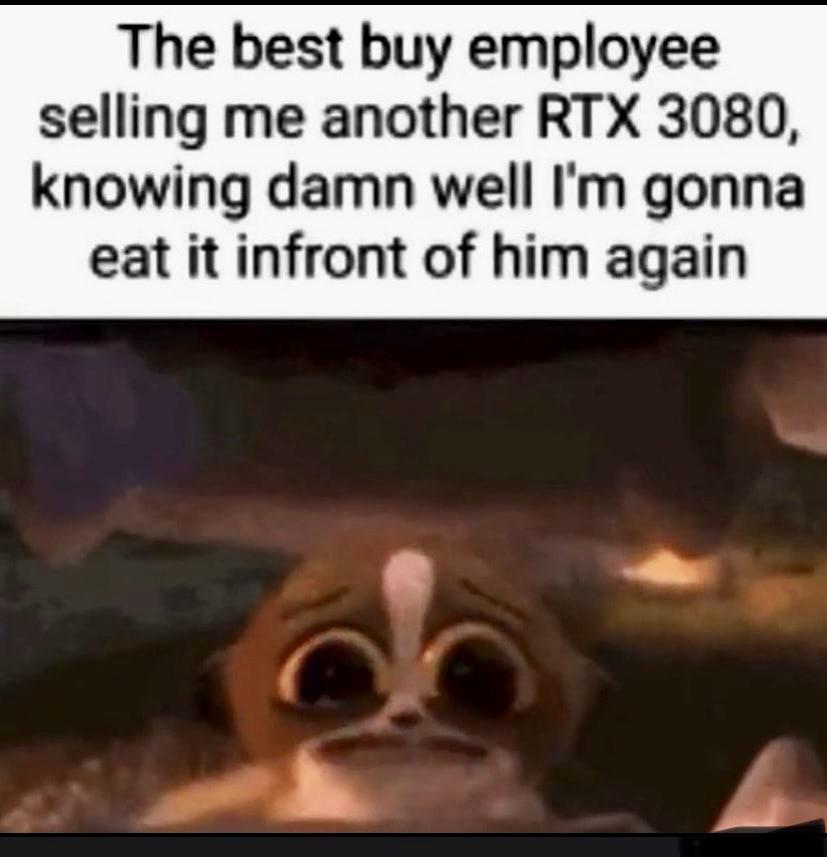 The best buy employee
selling me another RTX 3080,
knowing damn well I'm gonna
eat it infront of him again